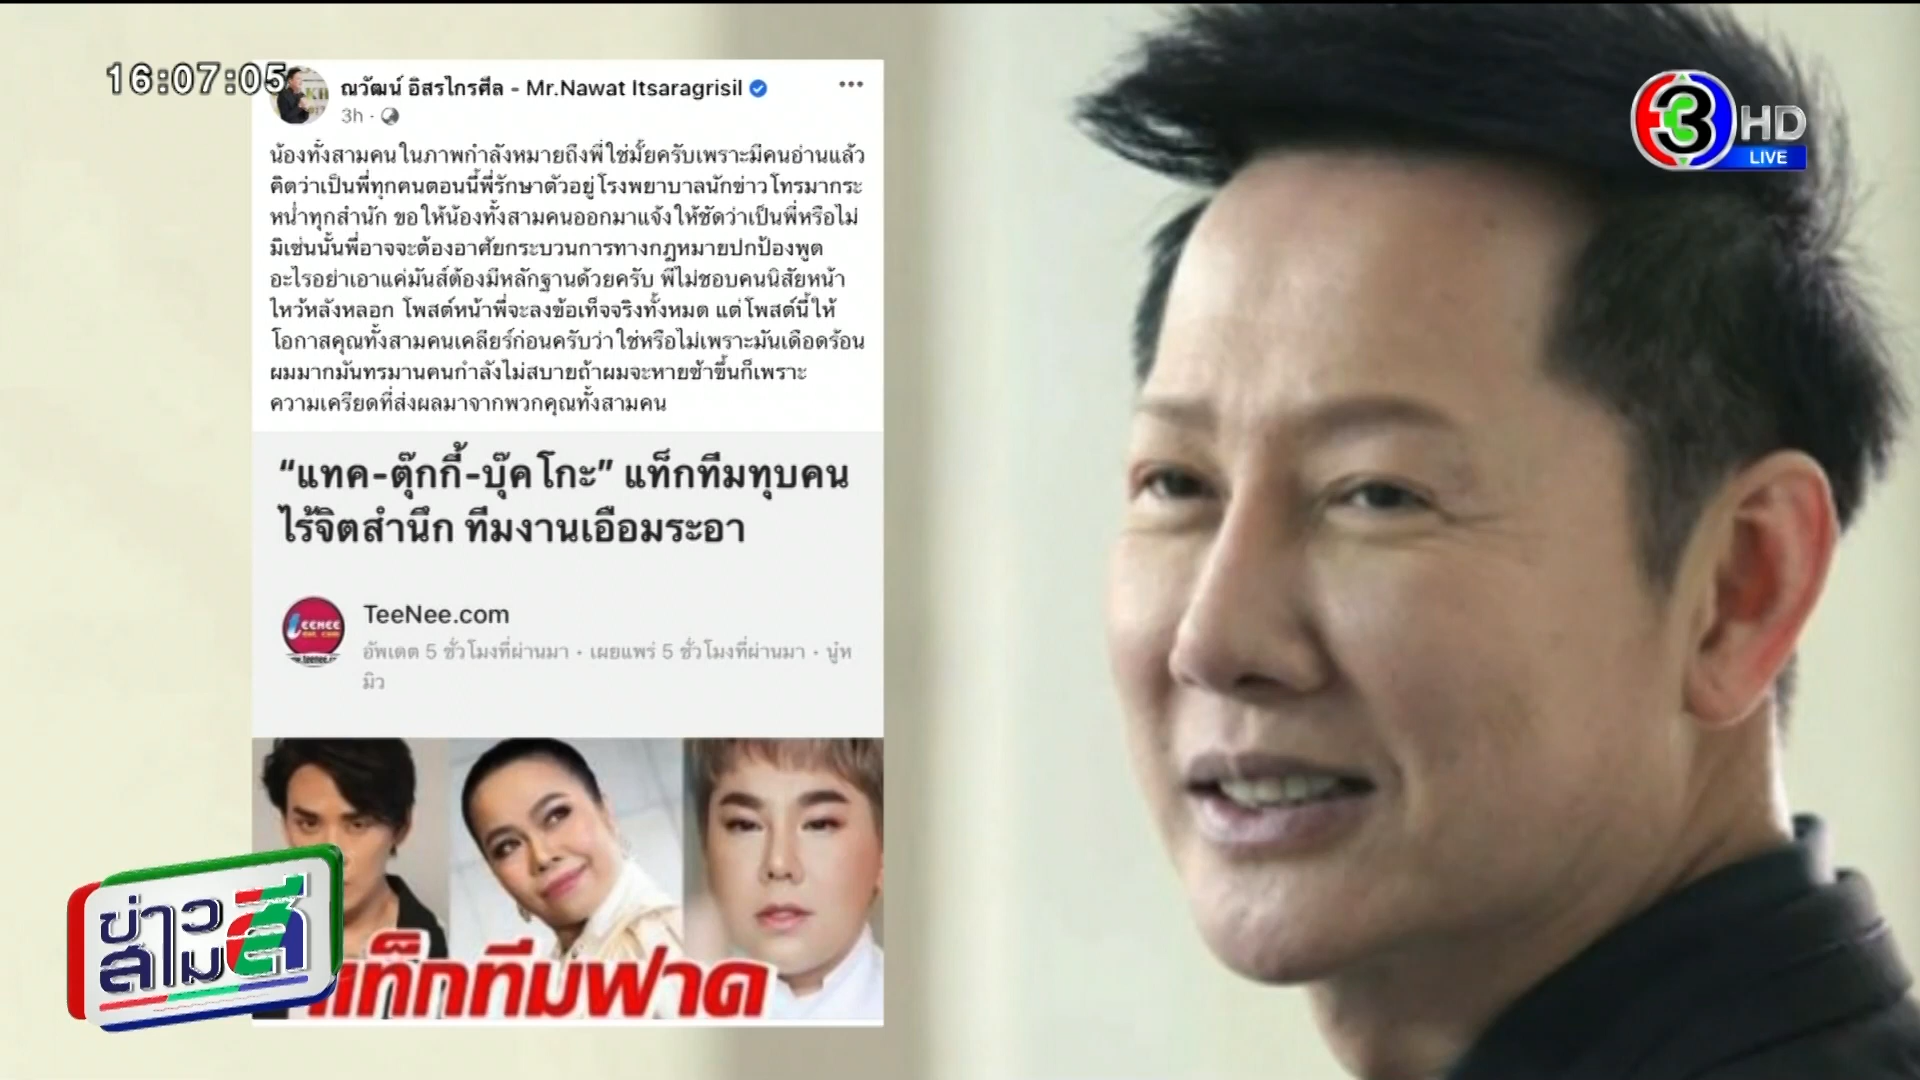 16:07:05
ณวัฒน์ อิสรไกรศีล - Mr.Nawat Itsaragrisil
3h ·
น้องทั้งสามคนในภาพกำลังหมายถึงพี่ใช่มั้ยครับเพราะมีคนอ่านแล้ว
คิดว่าเป็นพี่ทุกคนตอนนี้พี่รักษาตัวอยู่โรงพยาบาลนักข่าวโทรมากระ
หน่ำทุกสำนัก ขอให้น้องทั้งสามคนออกมาแจ้งให้ชัดว่าเป็นพี่หรือไม่
มิเช่นนั้นพี่อาจจะต้องอาศัยกระบวนการทางกฎหมายปกป้องพูต
อะไรอย่าเอาแค่มันส์ต้องมีหลักฐานด้วยครับ พี่ไม่ชอบคนนิสัยหน้า
ไหว้หลังหลอก โพสต์หน้าพี่จะลงข้อเท็จจริงทั้งหมด แต่โพสต์นี้ให้
โอกาสคุณทั้งสามคนเคลียร์ก่อนครับว่าใช่หรือไม่เพราะมันเดือดร้อน
ผมมากมันทรมานคนกำลังไม่สบายถ้าผมจะหายช้าขึ้นก็เพราะ
ความเครียดที่ส่งผลมาจากพวกคุณทั้งสามคน
“แทค-ตุ๊กกี้-บุ๊คโกะ” แท็กทีมทุบคน
ไร้จิตสำนึก ทีมงานเอือมระอา
TeeNee.com
อัพเดต 5 ชั่วโมงที่ผ่านมา • เผยแพร่ 5 ชั่วโมงที่ผ่านมา • นู๋ห
มิว
แท็กทีมฟาด
ข่าว
สามสี
3 HD
LIVE